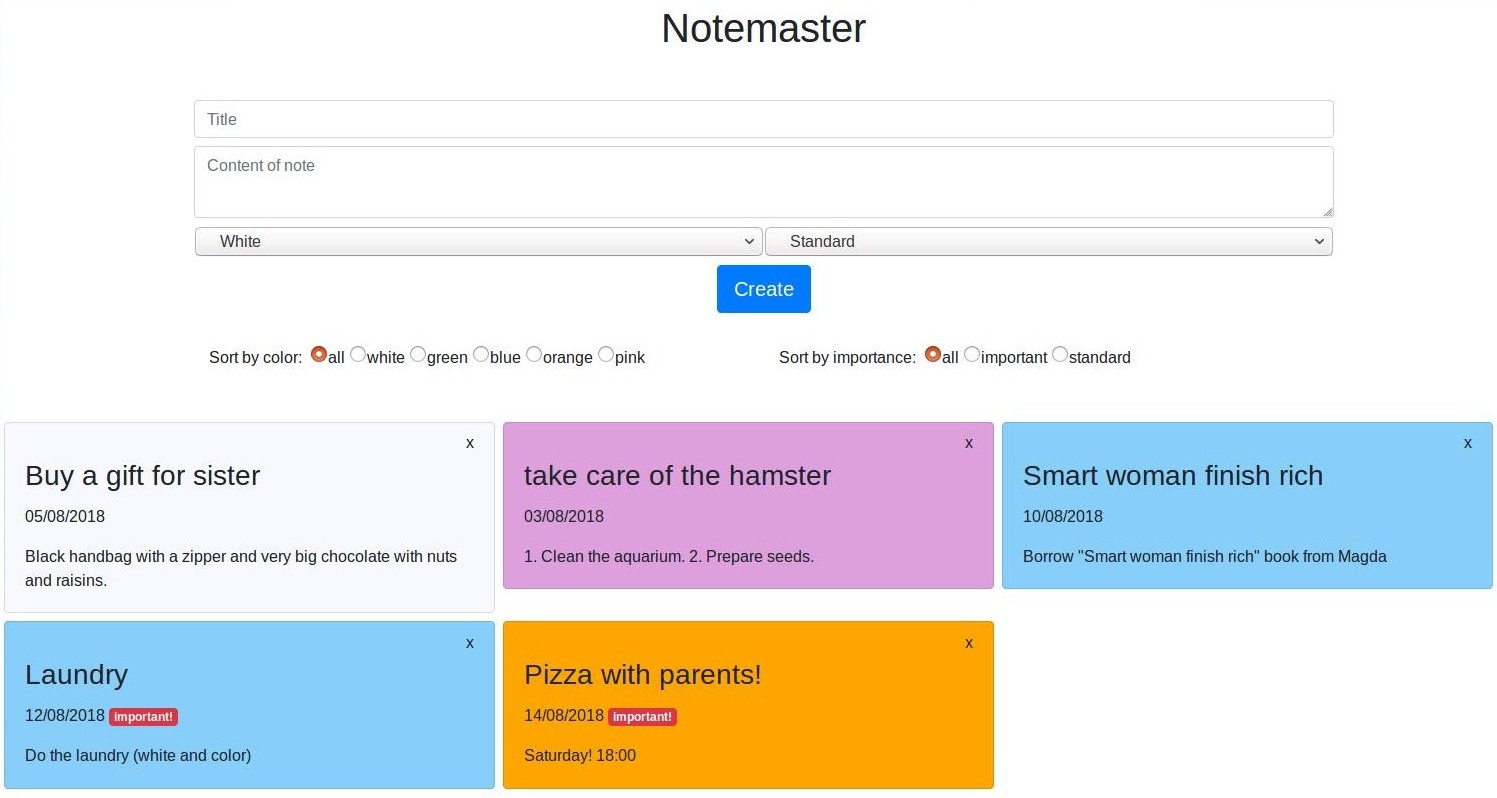 Notemaster
Title
Content of note
White
Standard
Create
Sort by color: all white green blue orange pink
Sort by importance: all important standard
x
Buy a gift for sister
05/08/2018
Black handbag with a zipper and very big chocolate with nuts
and raisins.
x
take care of the hamster
03/08/2018
1. Clean the aquarium. 2. Prepare seeds.
x
Smart woman finish rich
10/08/2018
Borrow "Smart woman finish rich" book from Magda
x
Laundry
12/08/2018 important!
Do the laundry (white and color)
x
Pizza with parents!
14/08/2018 important!
Saturday! 18:00